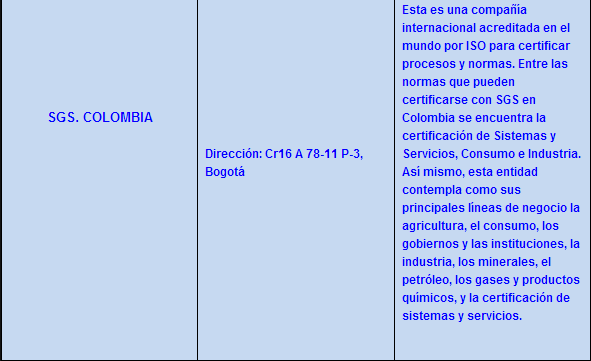 SGS. COLOMBIA
Dirección: Cr16 A 78-11 P-3,
Bogotá
Esta es una compañía
internacional acreditada en el
mundo por ISO para certificar
procesos y normas. Entre las
normas que pueden
certificarse con SGS en
Colombia se encuentra la
certificación de Sistemas y
Servicios, Consumo e Industria.
Así mismo, esta entidad
contempla como sus
principales líneas de negocio la
agricultura, el consumo, los
gobiernos y las instituciones, la
industria, los minerales, el
petróleo, los gases y productos
químicos, y la certificación de
sistemas y servicios.